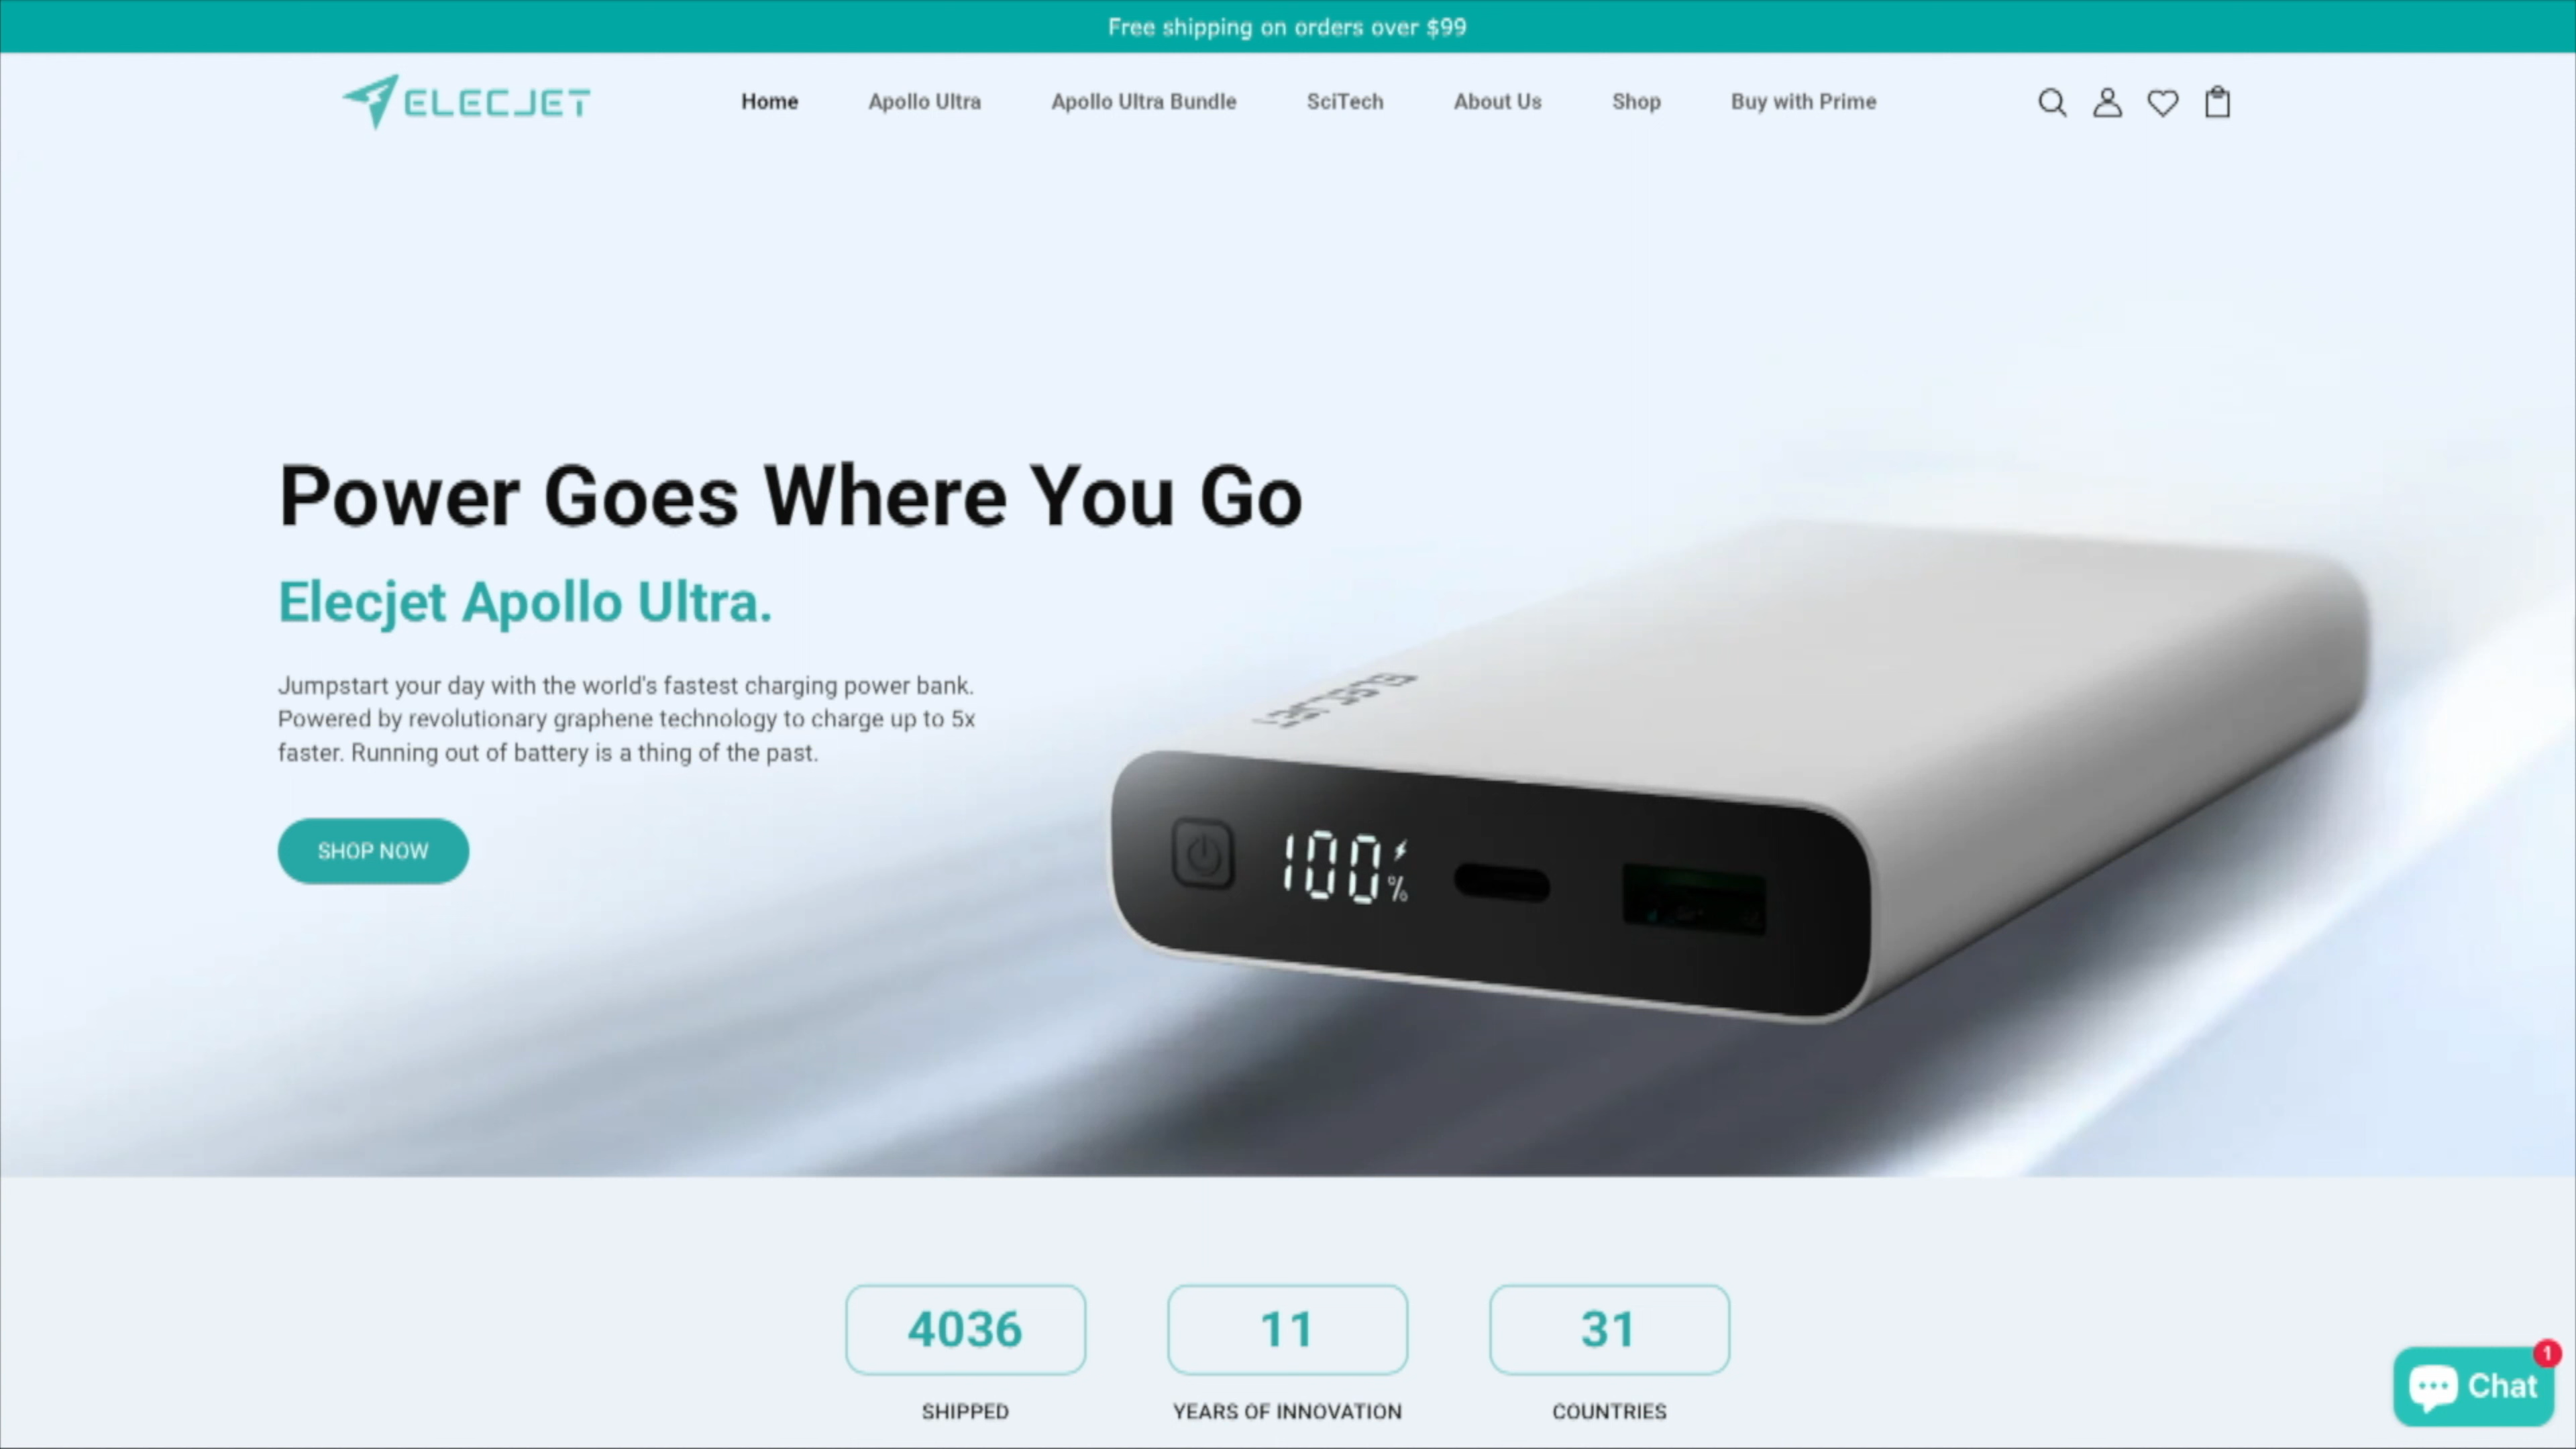 Free shipping on orders over $99
ELECJET
Home
Apollo Ultra
Apollo Ultra Bundle
SciTech
About Us
Shop
Buy with Prime
Power Goes Where You Go
Elecjet Apollo Ultra.
Jumpstart your day with the world's fastest charging power bank.
Powered by revolutionary graphene technology to charge up to 5x
faster. Running out of battery is a thing of the past.
SHOP NOW
ELECJET
100%
4036
11
31
SHIPPED
YEARS OF INNOVATION
COUNTRIES
1
Chat